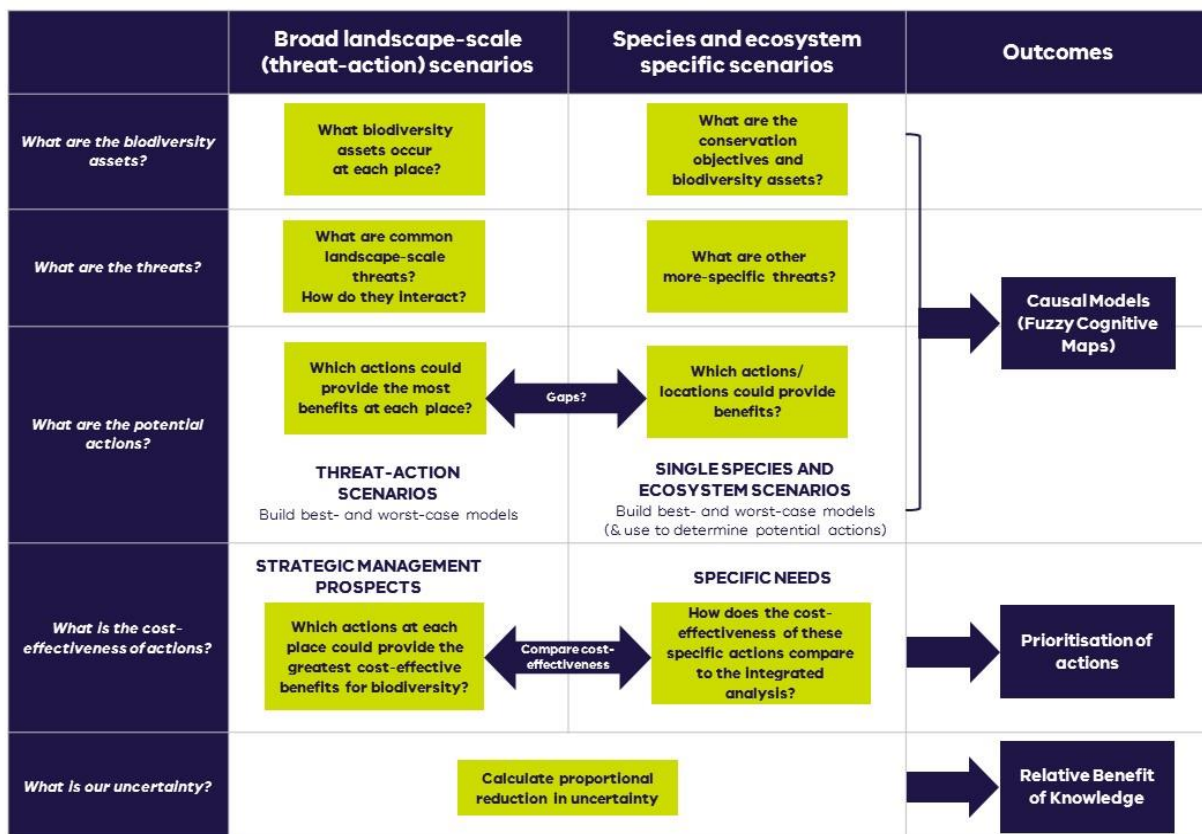 Broad landscape-scale
(threat-action) scenarios
Species and ecosystem
specific scenarios
Outcomes
What are the biodiversity
assets?
What biodiversity
assets occur
at each place?
What are the
conservation
objectives and
biodiversity assets?
What are the threats?
What are common
landscape-scale
threats?
How do they interact?
What are other
more-specific threats?
Causal Models
(Fuzzy Cognitive
Maps)
What are the potential
actions?
Which actions could
provide the most
benefits at each place?
Gaps?
Which actions/
locations could provide
benefits?
THREAT-ACTION
SCENARIOS
Build best- and worst-case models
SINGLE SPECIES AND
ECOSYSTEM SCENARIOS
Build best- and worst-case models
(& use to determine potential actions)
What is the cost-
effectiveness of actions?
STRATEGIC MANAGEMENT
PROSPECTS
Which actions at each
place could provide the
greatest cost-effective
benefits for biodiversity?
Compare cost-
effectiveness
SPECIFIC NEEDS
How does the cost-
effectiveness of these
specific actions compare
to the integrated
analysis?
Prioritisation of
actions
What is our uncertainty?
Calculate proportional
reduction in uncertainty
Relative Benefit
of Knowledge